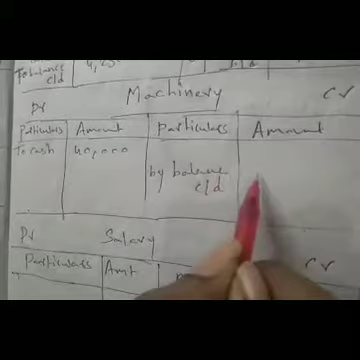 To balance
c/d
Machinery
Dr Cr
Particulars Amount Particulars Amount
To cash 40,000
by balance
c/d
Dr Salary Cr
Particulars Amt